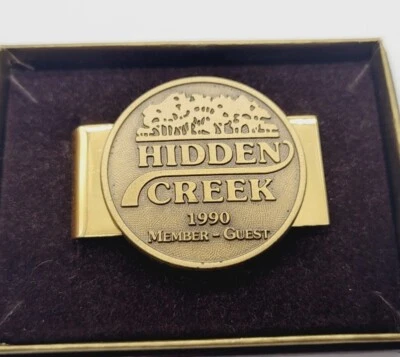 HIDDEN
CREEK
1990
MEMBER - GUEST